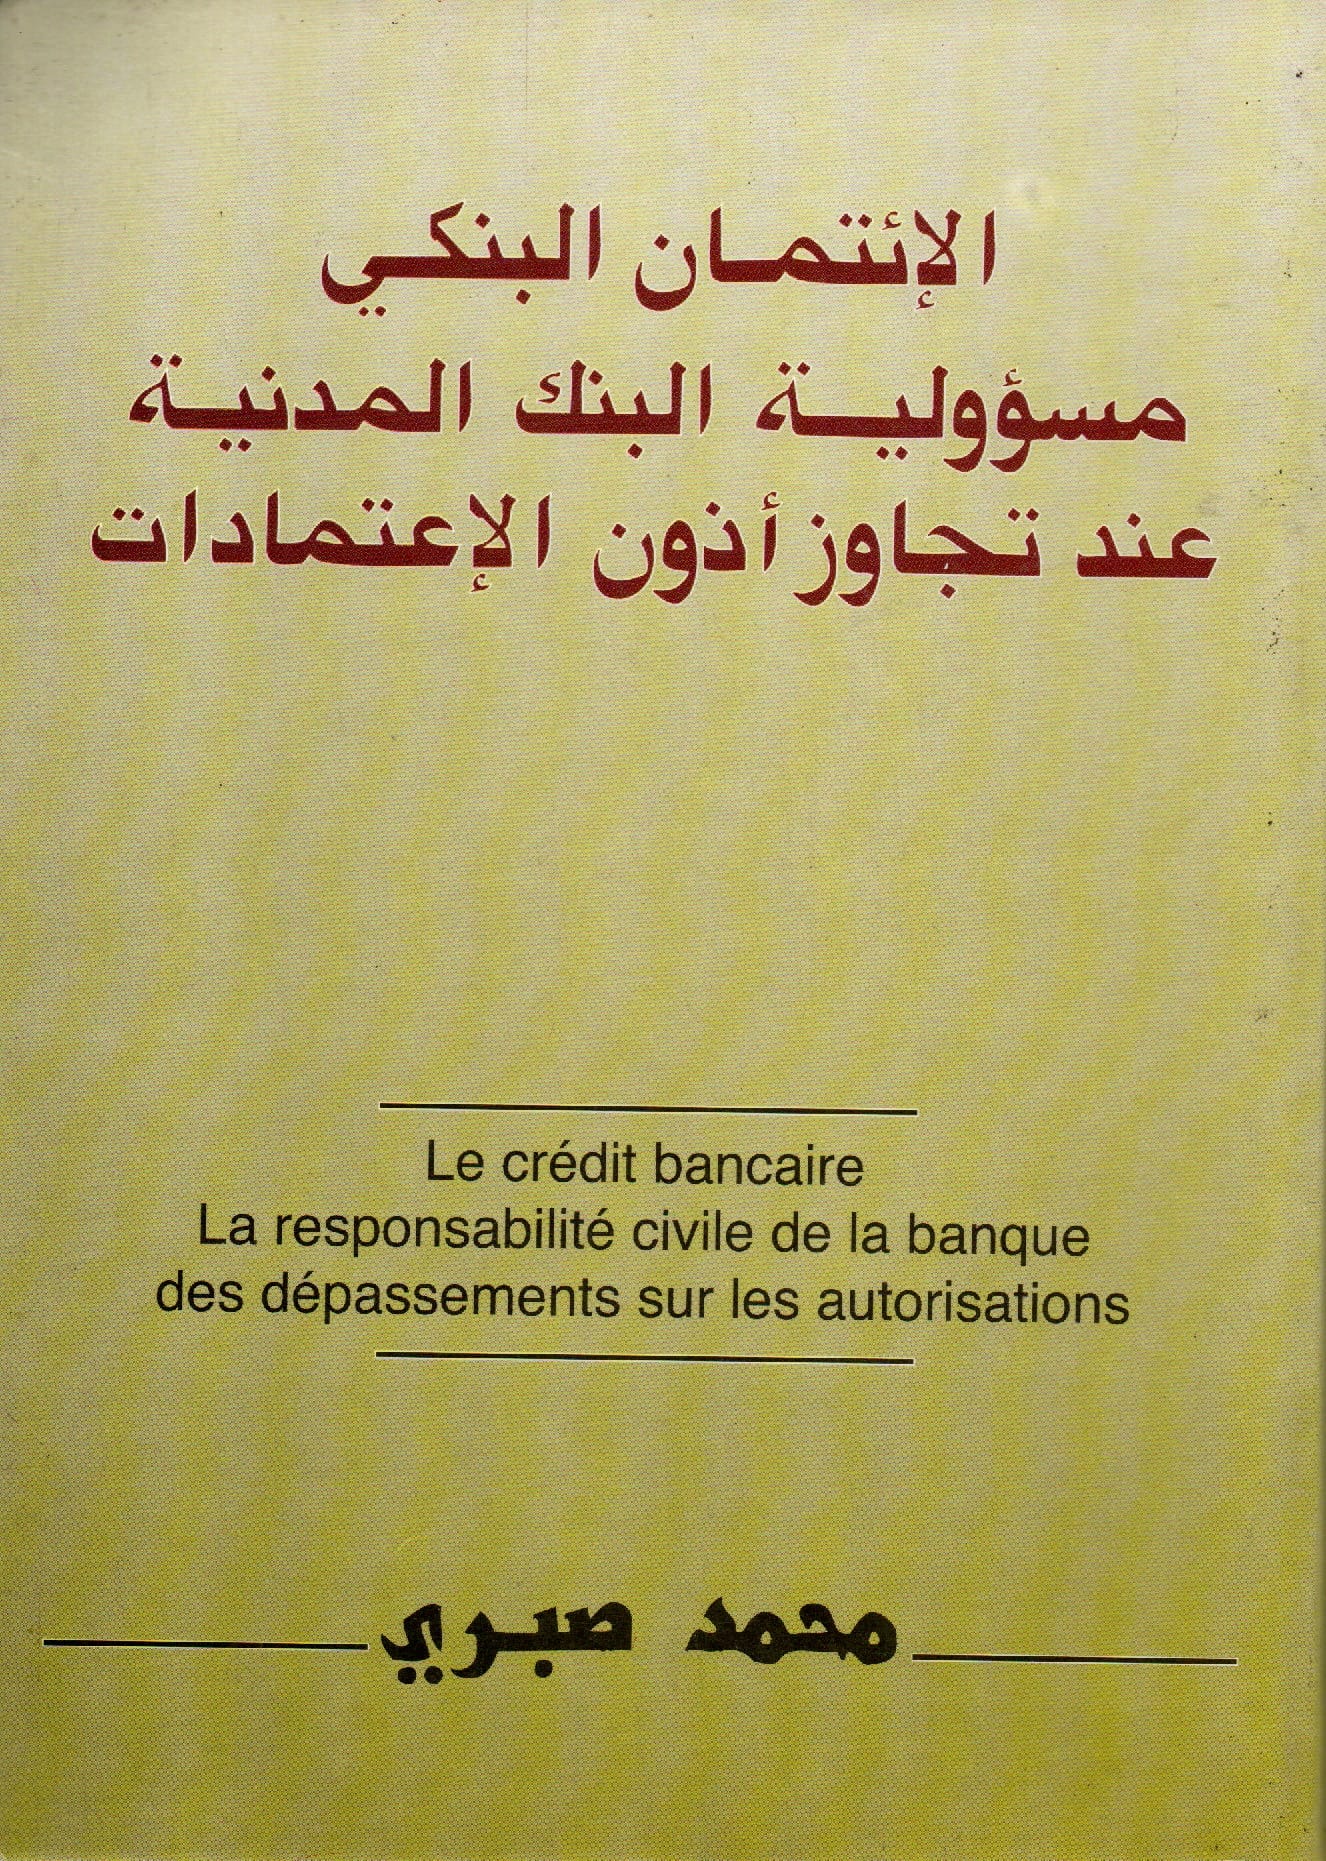 الإئتمان البنكي
مسؤولية البنك المدنية
عند تجاوز أذون الإعتمادات
Le crédit bancaire
La responsabilité civile de la banque
des dépassements sur les autorisations
محمد صبري